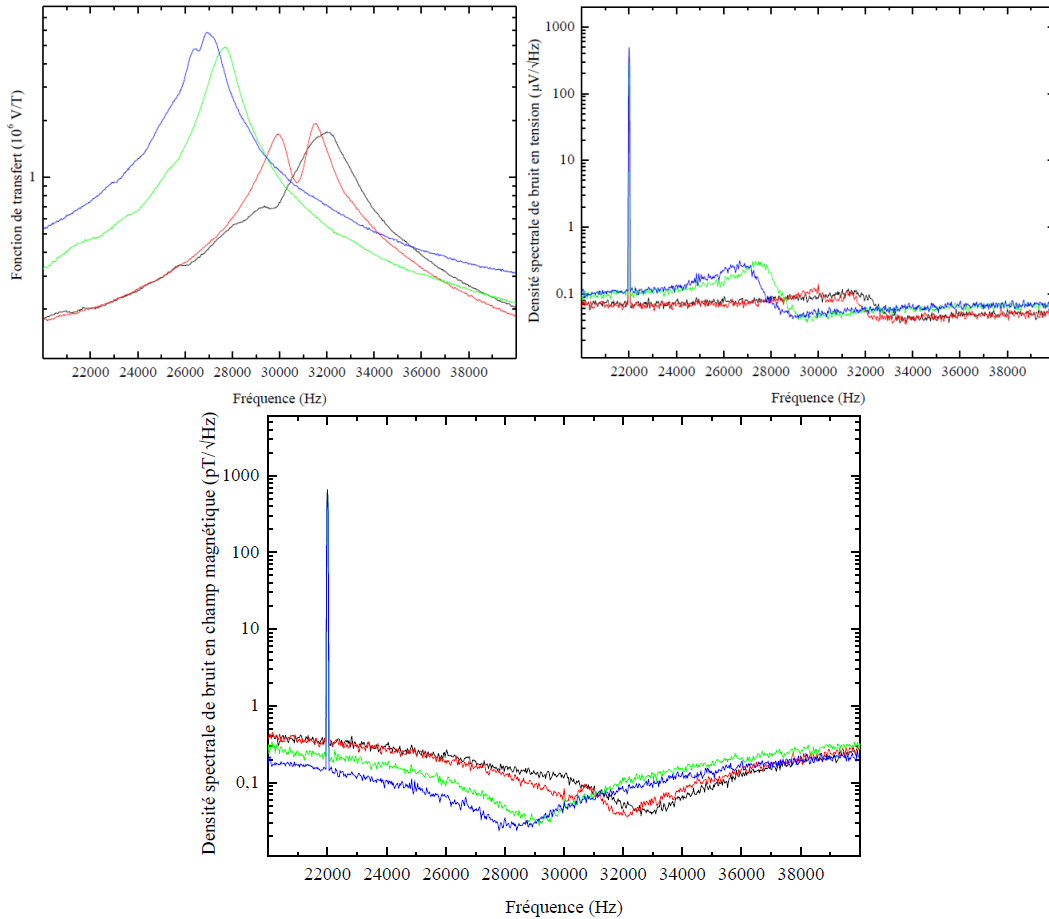 Fonction de transfert (10⁶ V/T)
1
22000 24000 26000 28000 30000 32000 34000 36000 38000
Fréquence (Hz)
Densité spectrale de bruit en tension (µV/√Hz)
1000
100
10
1
0,1
22000 24000 26000 28000 30000 32000 34000 36000 38000
Fréquence (Hz)
Densité spectrale de bruit en champ magnétique (pT/√Hz)
1000
100
10
1
0,1
22000 24000 26000 28000 30000 32000 34000 36000 38000
Fréquence (Hz)